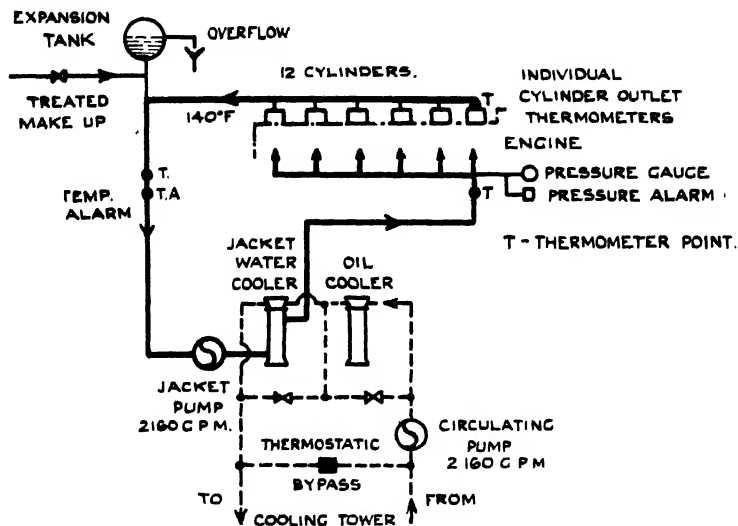 EXPANSION
TANK
OVERFLOW
TREATED
MAKE UP
12 CYLINDERS.
140°F
T
INDIVIDUAL
CYLINDER OUTLET
THERMOMETERS
ENGINE
PRESSURE GAUGE
PRESSURE ALARM
T
T - THERMOMETER POINT.
T.
T.A
TEMP.
ALARM
JACKET
WATER
COOLER
OIL
COOLER
JACKET
PUMP
2160 G P M.
THERMOSTATIC
BYPASS
CIRCULATING
PUMP
2 160 G P M
TO
FROM
COOLING TOWER